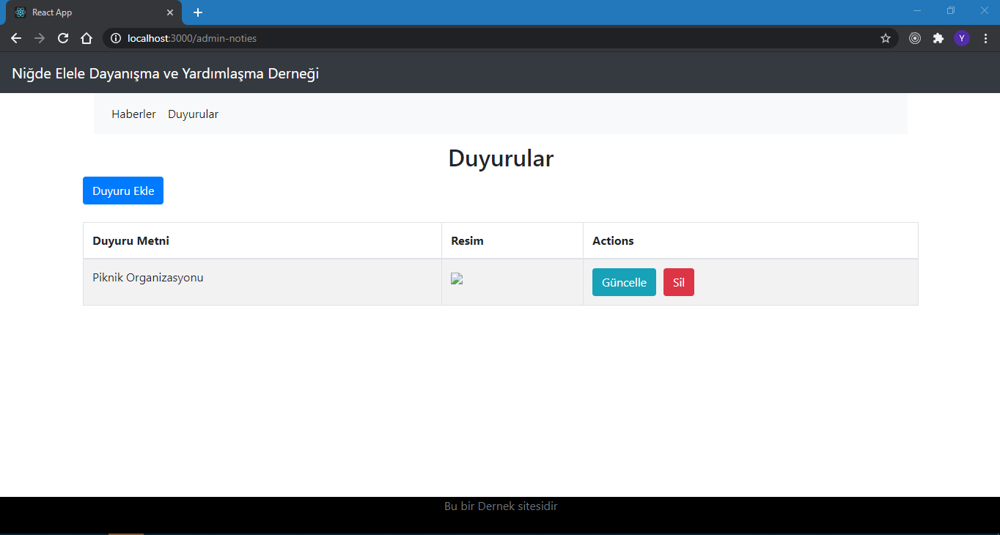 React App
localhost:3000/admin-noties
Y
Niğde Elele Dayanışma ve Yardımlaşma Derneği
Haberler Duyurular
Duyurular
Duyuru Ekle
Duyuru Metni Resim Actions
Piknik Organizasyonu Güncelle Sil
Bu bir Dernek sitesidir